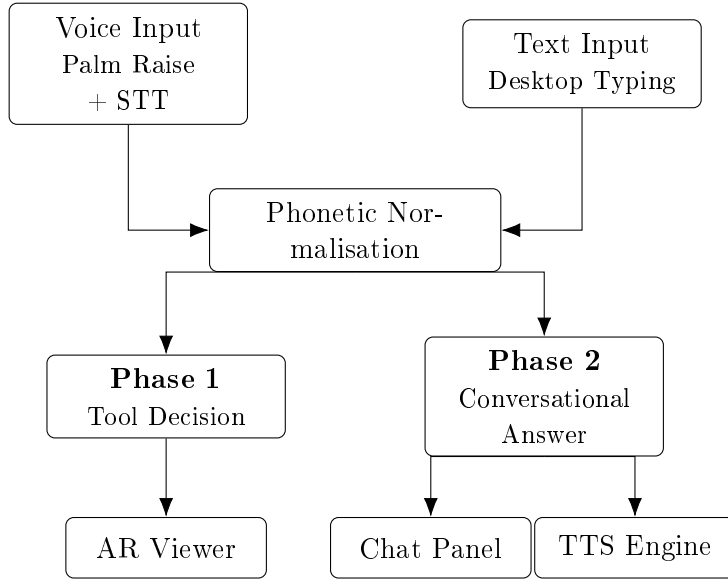 Voice Input
Palm Raise
+ STT
Text Input
Desktop Typing
Phonetic Nor-
malisation
Phase 1
Tool Decision
Phase 2
Conversational
Answer
AR Viewer
Chat Panel
TTS Engine